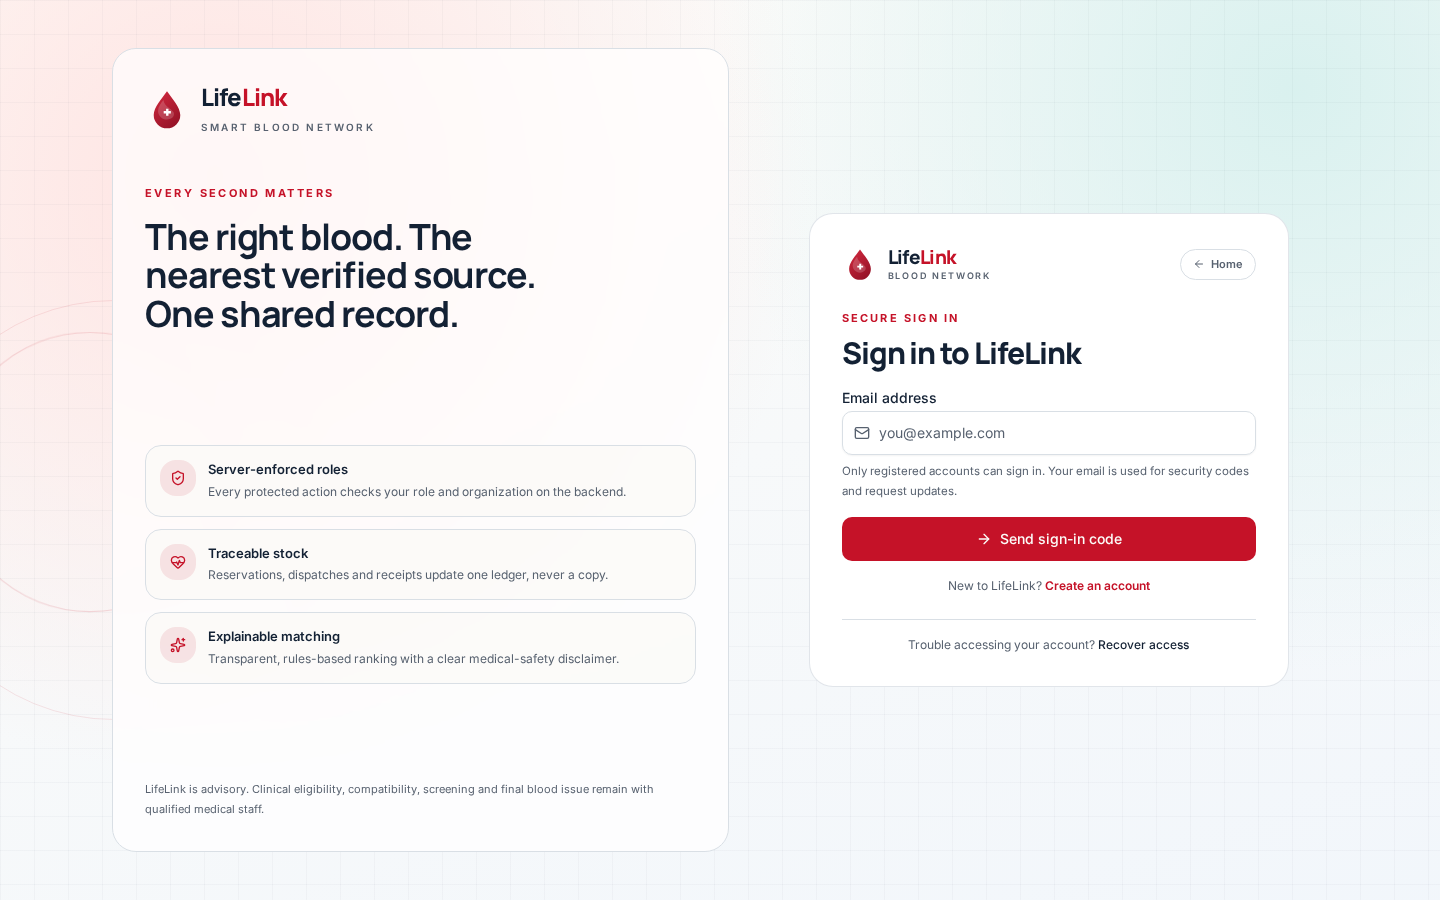 LifeLink
SMART BLOOD NETWORK
EVERY SECOND MATTERS
The right blood. The
nearest verified source.
One shared record.
Server-enforced roles
Every protected action checks your role and organization on the backend.
Traceable stock
Reservations, dispatches and receipts update one ledger, never a copy.
Explainable matching
Transparent, rules-based ranking with a clear medical-safety disclaimer.
LifeLink is advisory. Clinical eligibility, compatibility, screening and final blood issue remain with
qualified medical staff.
LifeLink
BLOOD NETWORK
Home
SECURE SIGN IN
Sign in to LifeLink
Email address
you@example.com
Only registered accounts can sign in. Your email is used for security codes
and request updates.
Send sign-in code
New to LifeLink? Create an account
Trouble accessing your account? Recover access